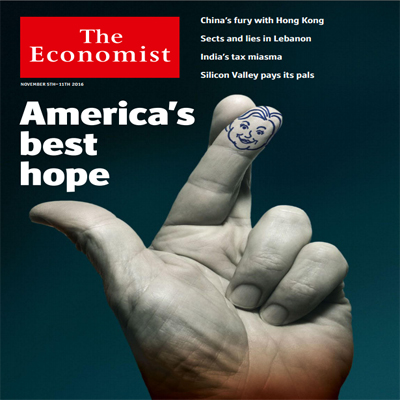 The
Economist
China's fury with Hong Kong
Sects and lies in Lebanon
India's tax miasma
Silicon Valley pays its pals
NOVEMBER 5TH–11TH 2016
America's
best
hope